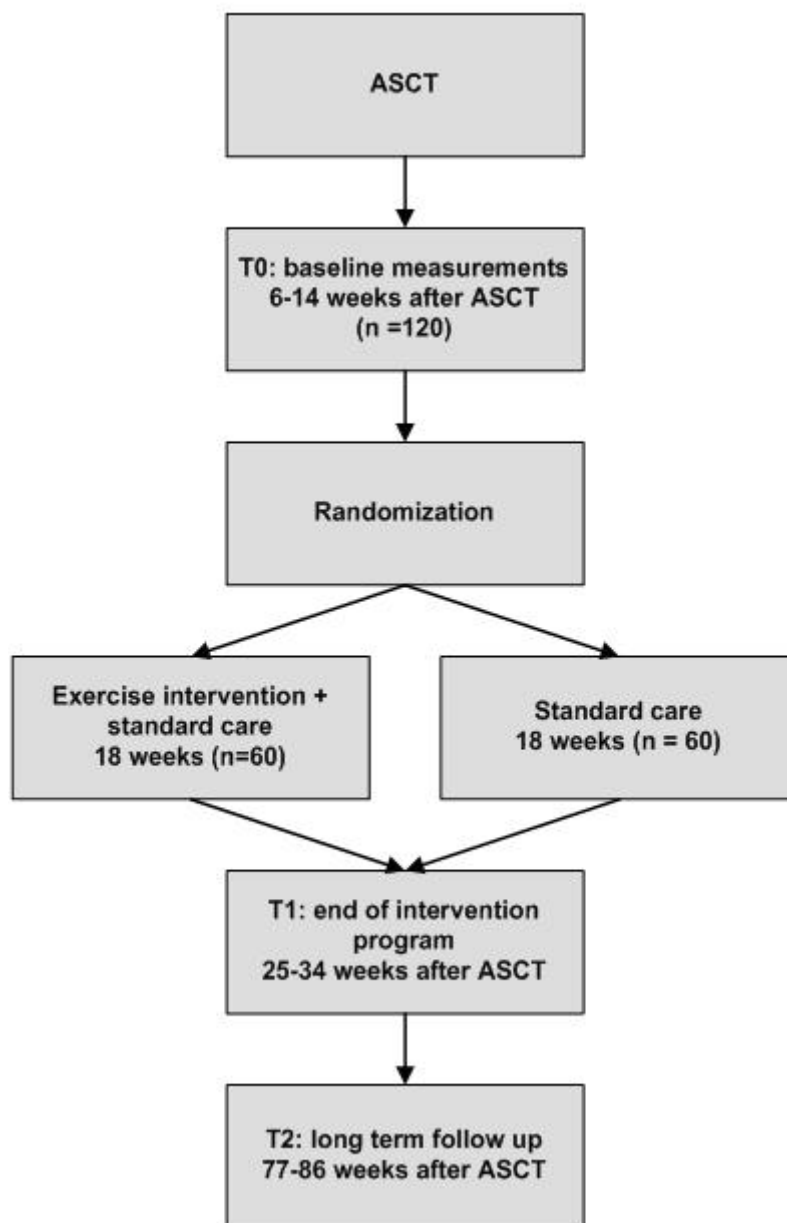 ASCT
T0: baseline measurements
6-14 weeks after ASCT
(n =120)
Randomization
Exercise intervention +
standard care
18 weeks (n=60)
Standard care
18 weeks (n = 60)
T1: end of intervention
program
25-34 weeks after ASCT
T2: long term follow up
77-86 weeks after ASCT